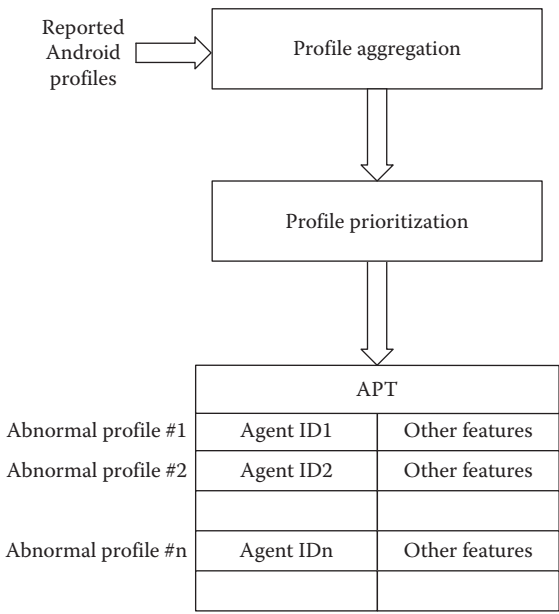 Reported
Android
profiles
Profile aggregation
Profile prioritization
APT
Abnormal profile #1 Agent ID1 Other features
Abnormal profile #2 Agent ID2 Other features
Abnormal profile #n Agent IDn Other features